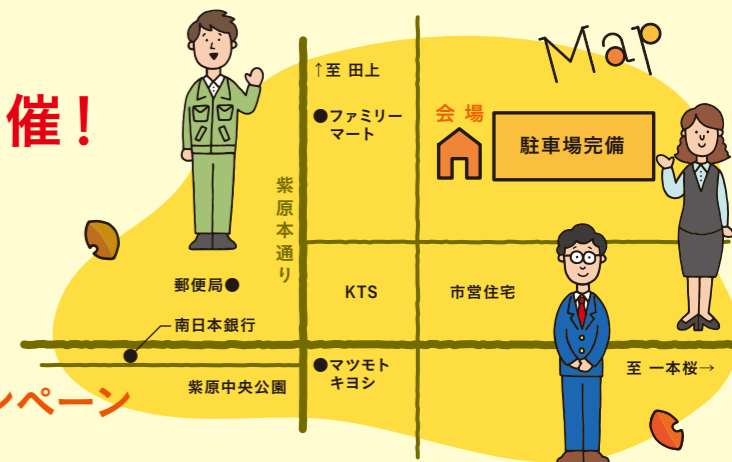 Map
催！
↑至 田上
●ファミリー
マート
会 場
駐車場完備
紫原本通り
郵便局●
KTS
市営住宅
南日本銀行
●マツモト
キヨシ
至 一本桜→
紫原中央公園
ンペーン